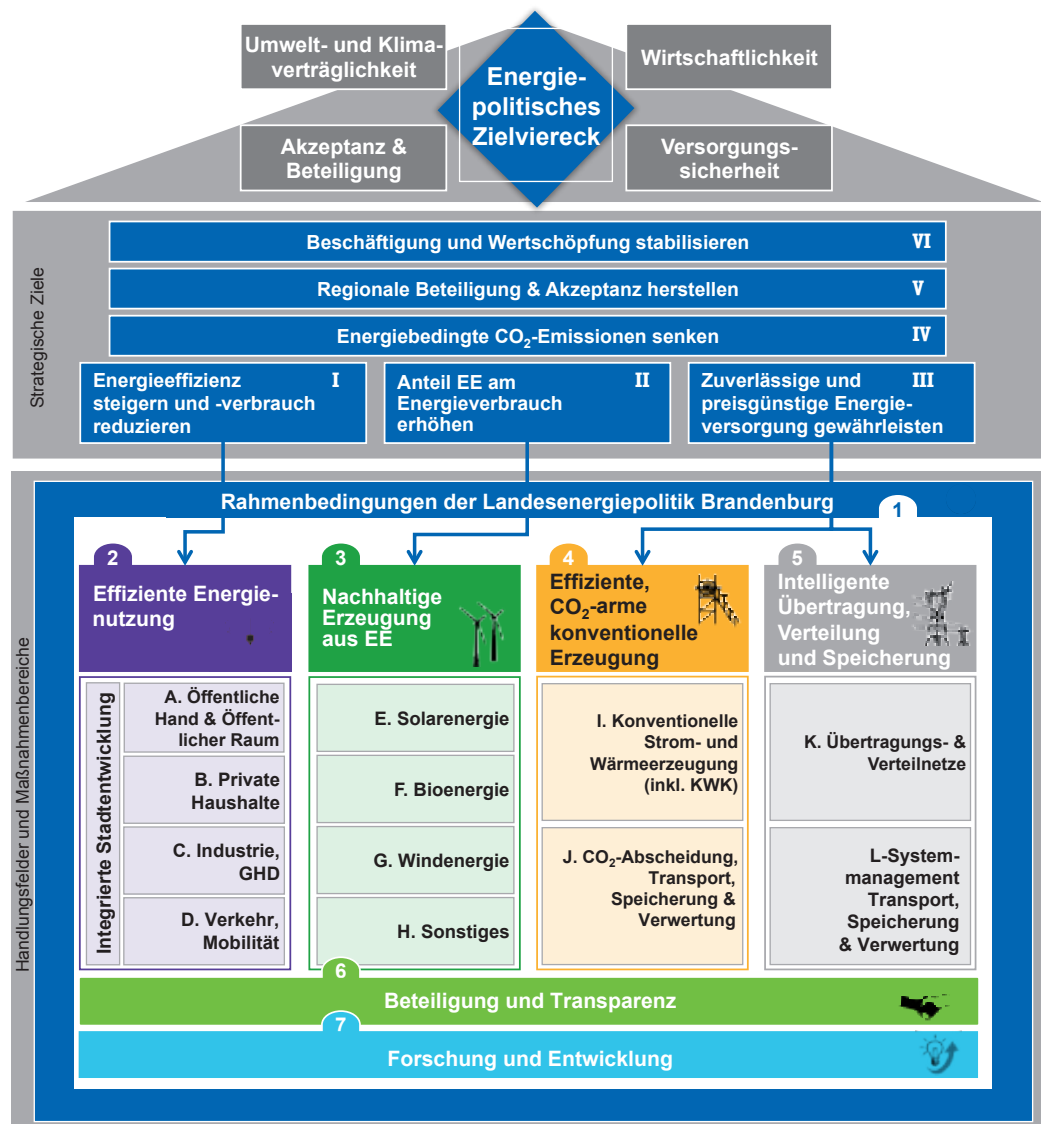 Umwelt- und Klima-
verträglichkeit
Energie-
politisches
Zielviereck
Wirtschaftlichkeit
Akzeptanz &
Beteiligung
Versorgungs-
sicherheit
Strategische Ziele
Beschäftigung und Wertschöpfung stabilisieren VI
Regionale Beteiligung & Akzeptanz herstellen V
Energiebedingte CO₂-Emissionen senken IV
Energieeffizienz I
steigern und -verbrauch
reduzieren
Anteil EE am II
Energieverbrauch
erhöhen
Zuverlässige und III
preisgünstige Energie-
versorgung gewährleisten
Handlungsfelder und Maßnahmenbereiche
Rahmenbedingungen der Landesenergiepolitik Brandenburg
1
2
Effiziente Energie-
nutzung
Integrierte Stadtentwicklung
A. Öffentliche
Hand & Öffent-
licher Raum
B. Private
Haushalte
C. Industrie,
GHD
D. Verkehr,
Mobilität
3
Nachhaltige
Erzeugung
aus EE
E. Solarenergie
F. Bioenergie
G. Windenergie
H. Sonstiges
4
Effiziente,
CO₂-arme
konventionelle
Erzeugung
I. Konventionelle
Strom- und
Wärmeerzeugung
(inkl. KWK)
J. CO₂-Abscheidung,
Transport,
Speicherung &
Verwertung
5
Intelligente
Übertragung,
Verteilung
und Speicherung
K. Übertragungs- &
Verteilnetze
L-System-
management
Transport,
Speicherung
& Verwertung
6
Beteiligung und Transparenz
7
Forschung und Entwicklung